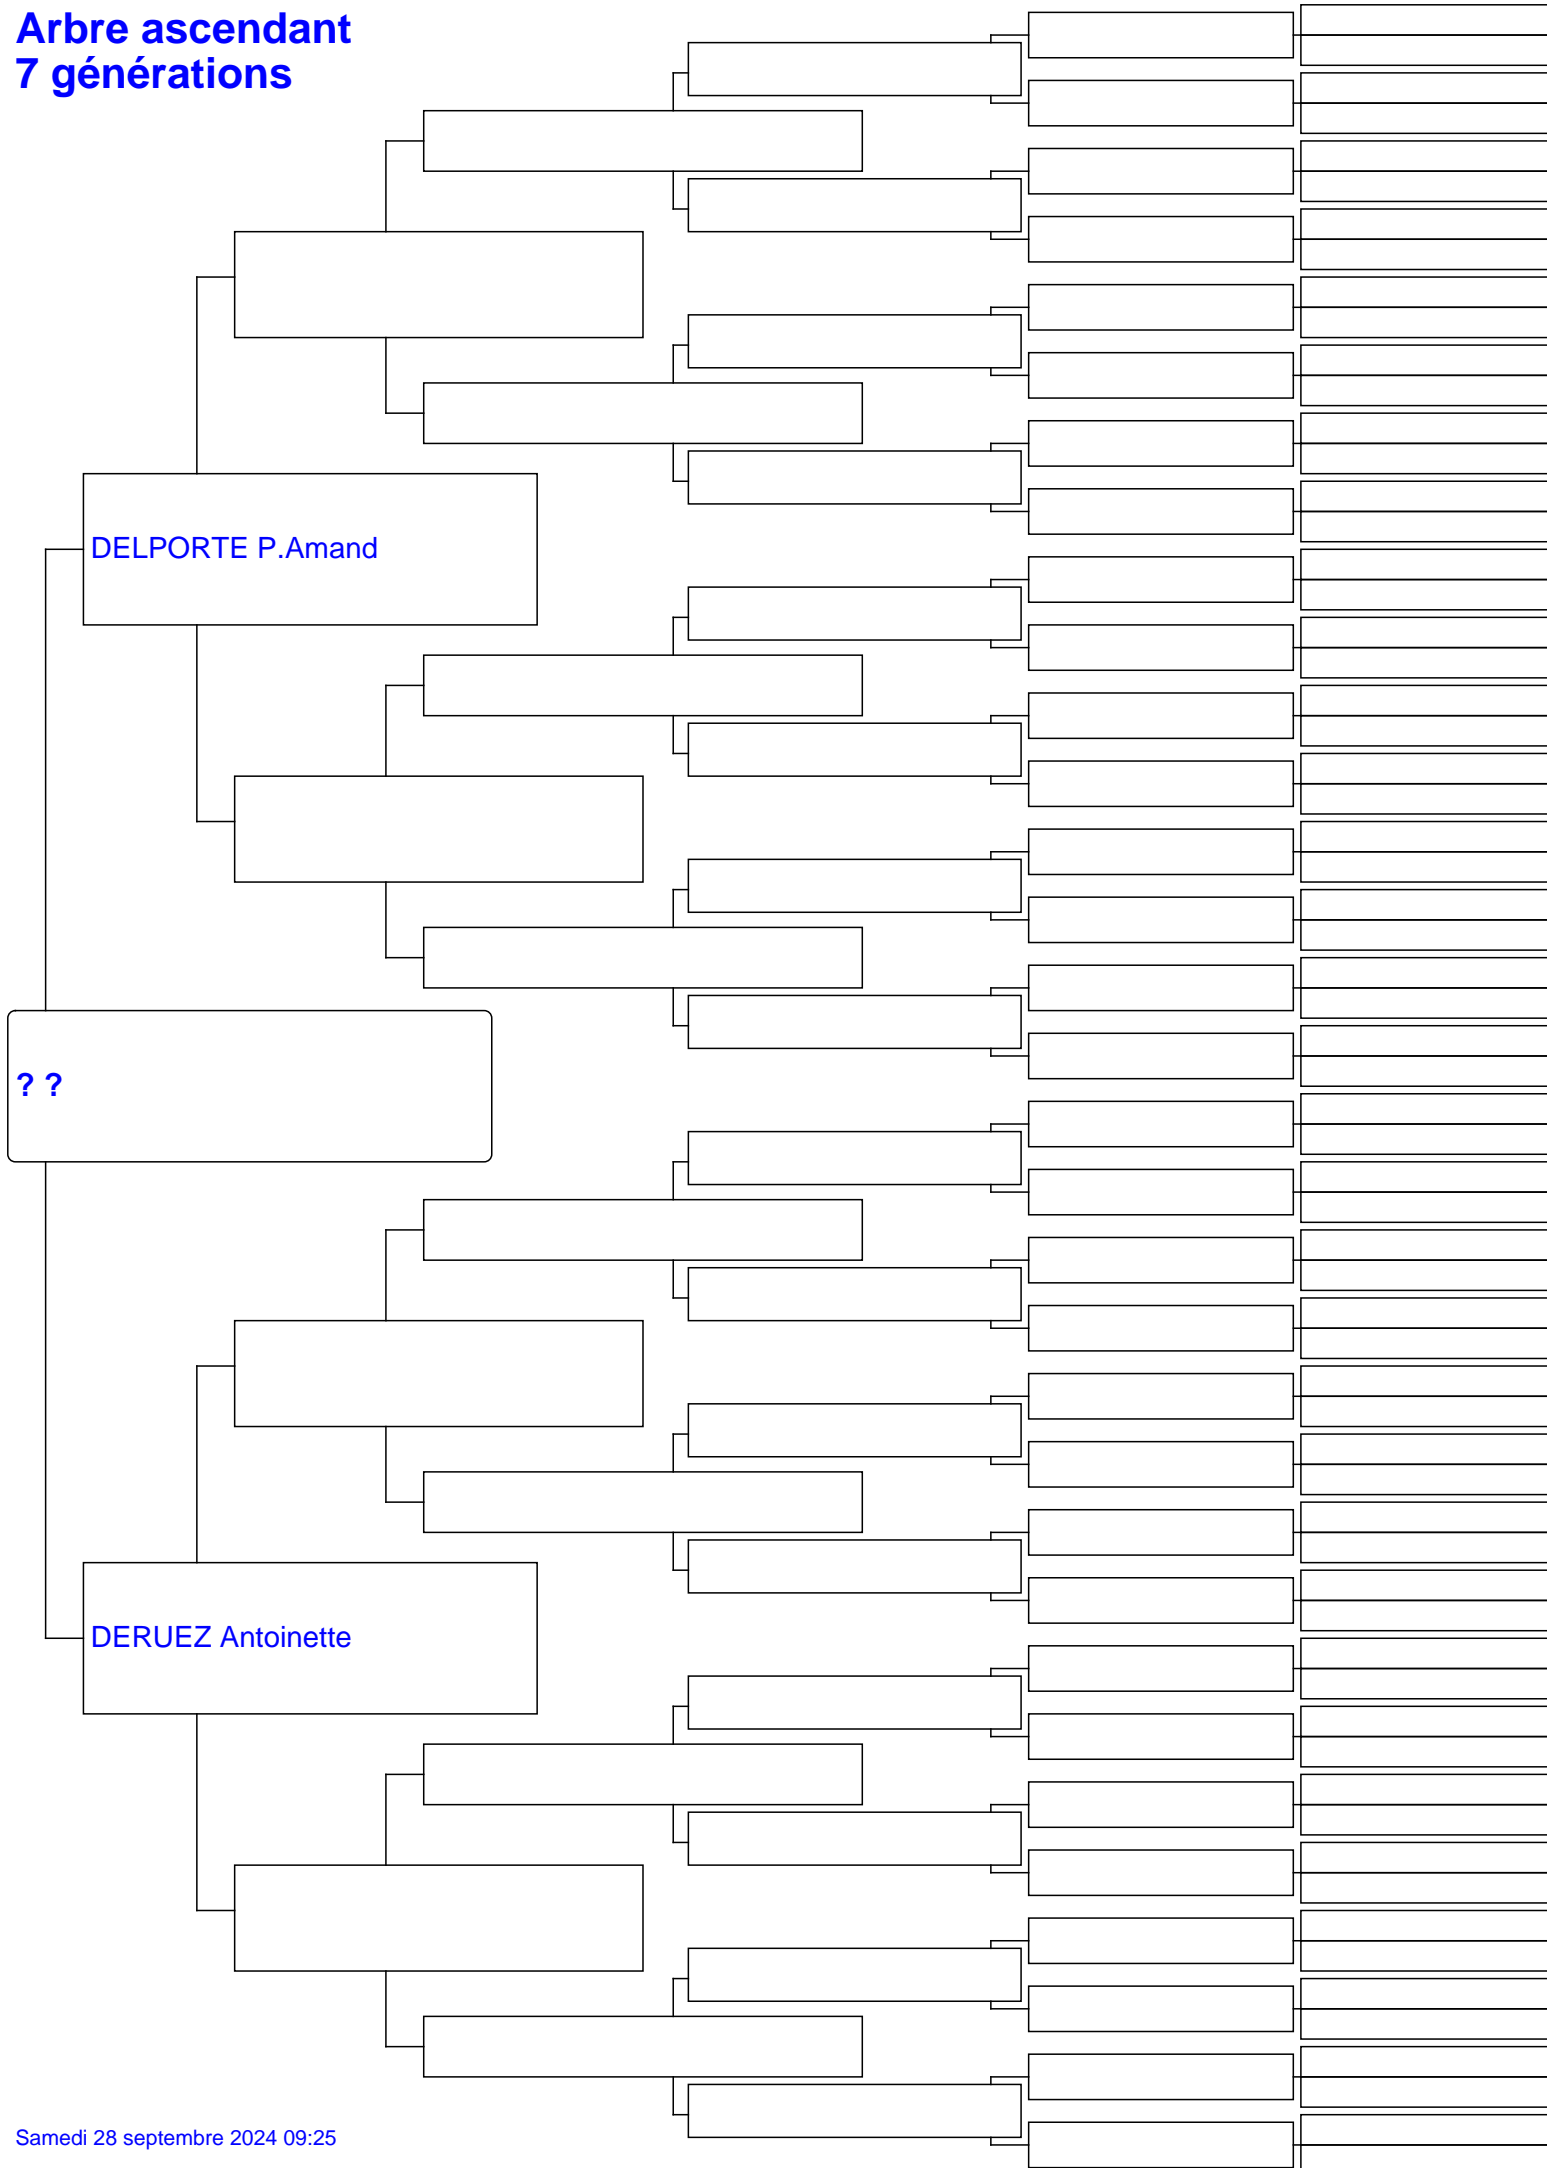 Arbre ascendant
7 générations
DELPORTE P.Amand
? ?
DERUEZ Antoinette
Samedi 28 septembre 2024 09:25